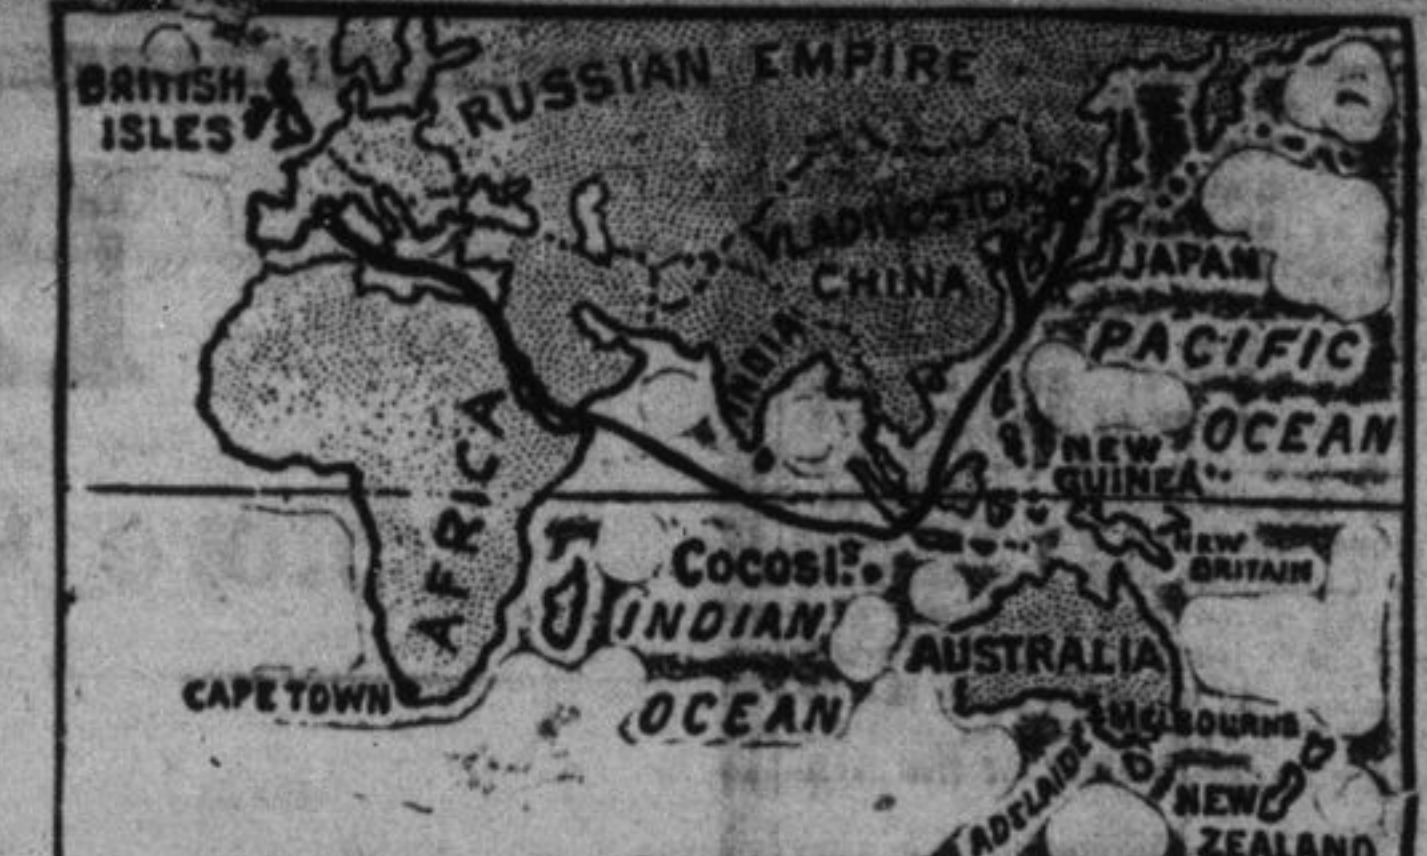 RUSSIAN EMPIRE
BRITISH
ISLES
VLADIVOSTOK
CHINA
JAPAN
INDIA
PACIFIC
OCEAN
AFRICA
NEW
GUINEA
NEW
BRITAIN
COCOS Is.
INDIAN
OCEAN
AUSTRALIA
CAPE TOWN
MELBOURNE
ADELAIDE
NEW
ZEALAND